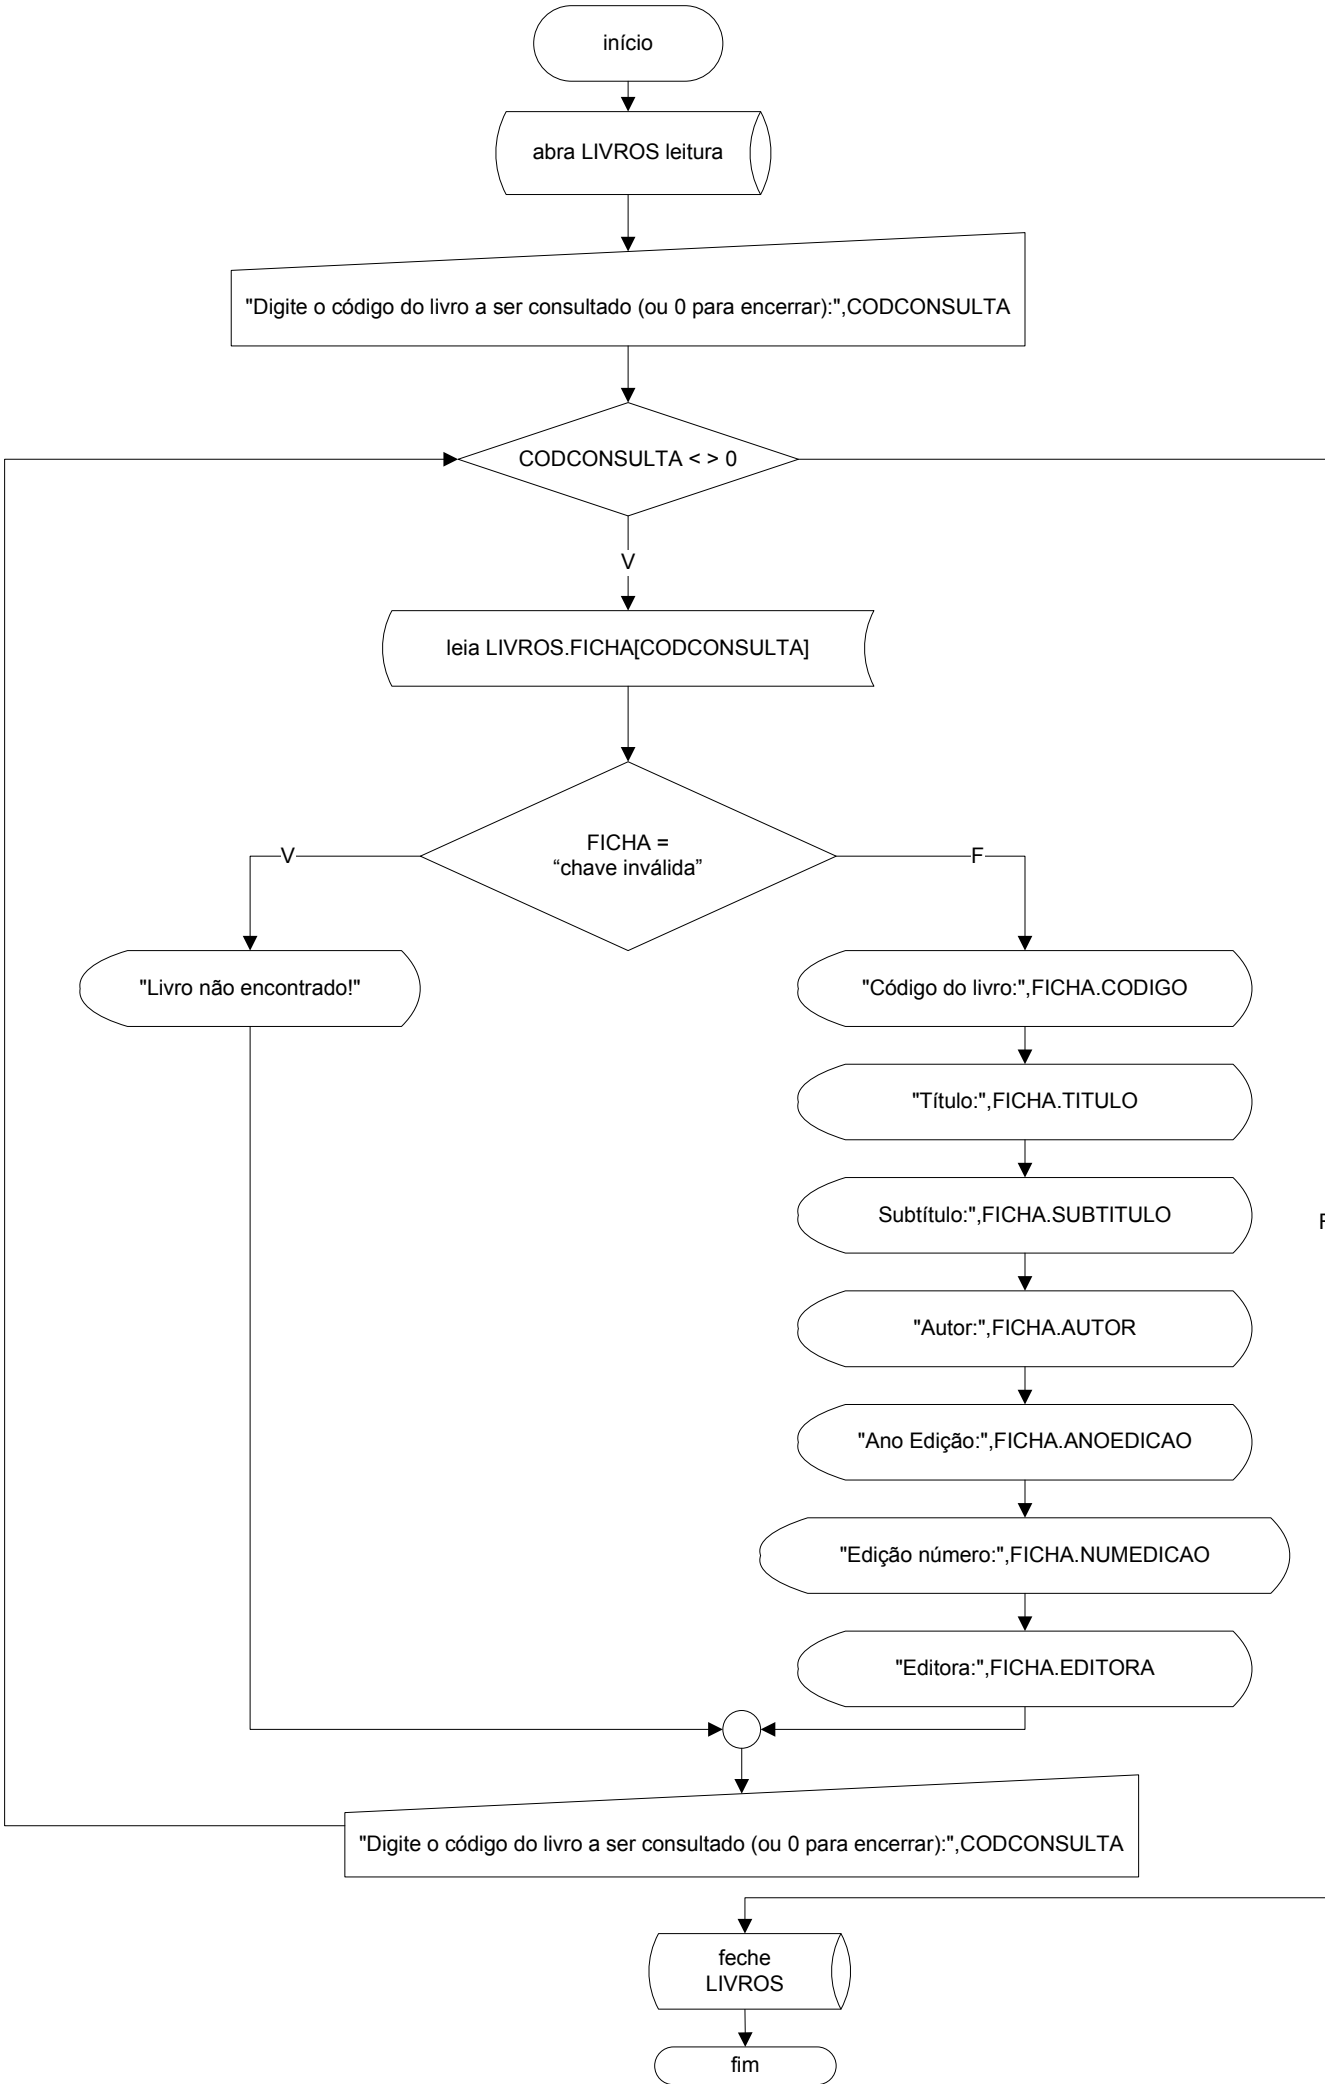 início
abra LIVROS leitura
"Digite o código do livro a ser consultado (ou 0 para encerrar):",CODCONSULTA
CODCONSULTA < > 0
V
leia LIVROS.FICHA[CODCONSULTA]
FICHA =
“chave inválida”
V
F
"Livro não encontrado!"
"Código do livro:",FICHA.CODIGO
"Título:",FICHA.TITULO
Subtítulo:",FICHA.SUBTITULO
F
"Autor:",FICHA.AUTOR
"Ano Edição:",FICHA.ANOEDICAO
"Edição número:",FICHA.NUMEDICAO
"Editora:",FICHA.EDITORA
"Digite o código do livro a ser consultado (ou 0 para encerrar):",CODCONSULTA
feche
LIVROS
fim